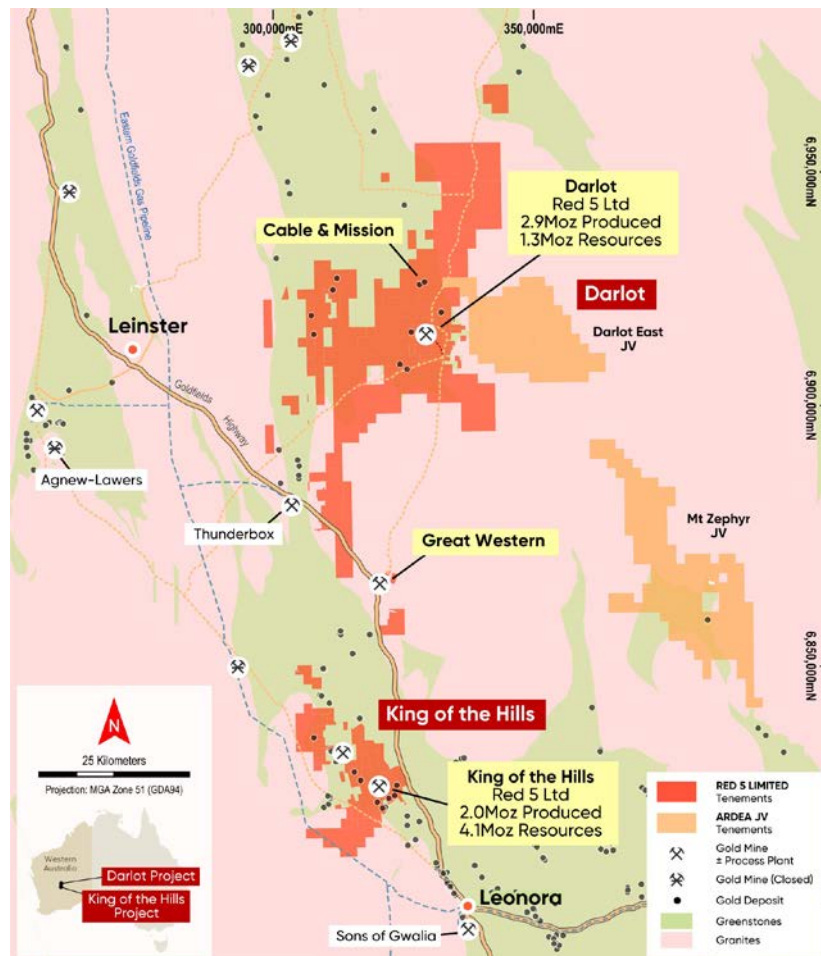 300,000mE
350,000mE
6,950,000mN
Eastern Goldfields Gas Pipeline
Darlot
Red 5 Ltd
2.9Moz Produced
1.3Moz Resources
Cable & Mission
Darlot
Leinster
Darlot East
JV
Goldfields
Highway
6,900,000mN
Agnew-Lawers
Thunderbox
Mt Zephyr
JV
Great Western
6,850,000mN
King of the Hills
King of the Hills
Red 5 Ltd
2.0Moz Produced
4.1Moz Resources
Leonora
Sons of Gwalia
N
25 Kilometers
Projection: MGA Zone 51 (GDA94)
Western
Australia
Darlot Project
King of the Hills
Project
RED 5 LIMITED
Tenements
ARDEA JV
Tenements
Gold Mine
± Process Plant
Gold Mine (Closed)
Gold Deposit
Greenstones
Granites